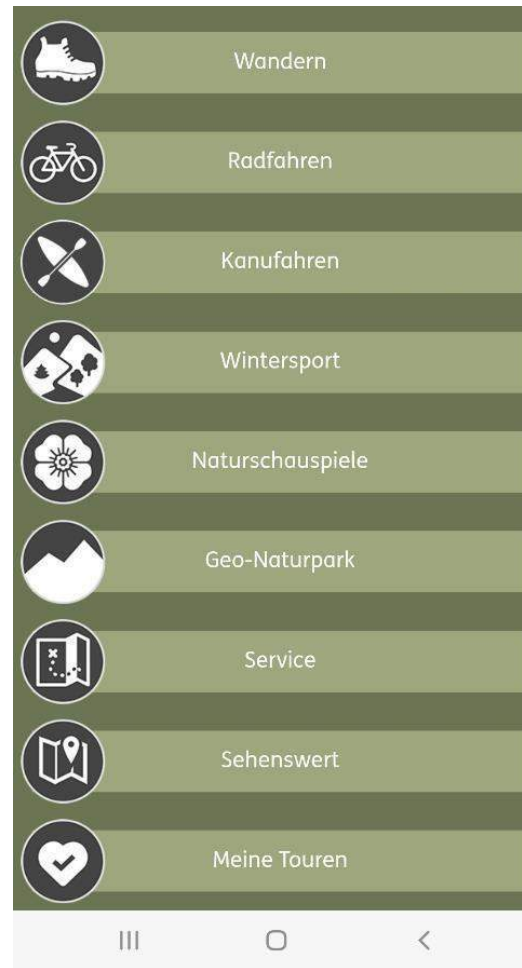 Wandern
Radfahren
Kanufahren
Wintersport
Naturschauspiele
Geo-Naturpark
Service
Sehenswert
Meine Touren